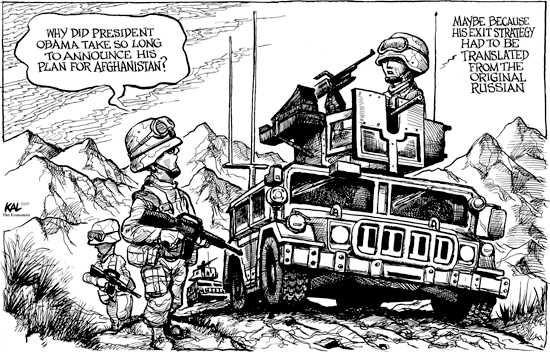 WHY DID PRESIDENT
OBAMA TAKE SO LONG
TO ANNOUNCE HIS
PLAN FOR AFGHANISTAN?
MAYBE BECAUSE
HIS EXIT STRATEGY
HAD TO BE
TRANSLATED
FROM THE
ORIGINAL
RUSSIAN
KAL
The Economist